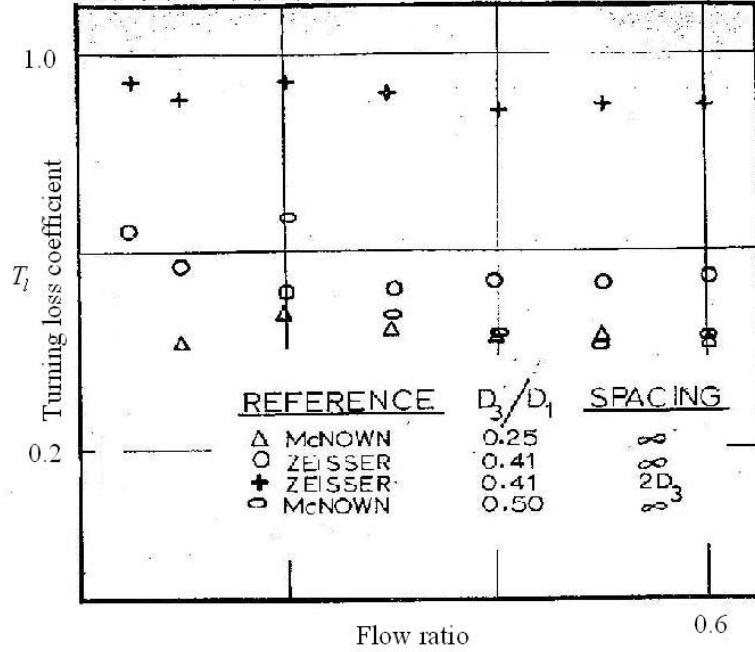 1.0
Turning loss coefficient
T_l
REFERENCE D3/D1 SPACING
△ McNOWN 0.25 ∞
○ ZEISSER 0.41 ∞
+ ZEISSER 0.41 2D3
⬭ McNOWN 0.50 ∞
0.2
0.6
Flow ratio